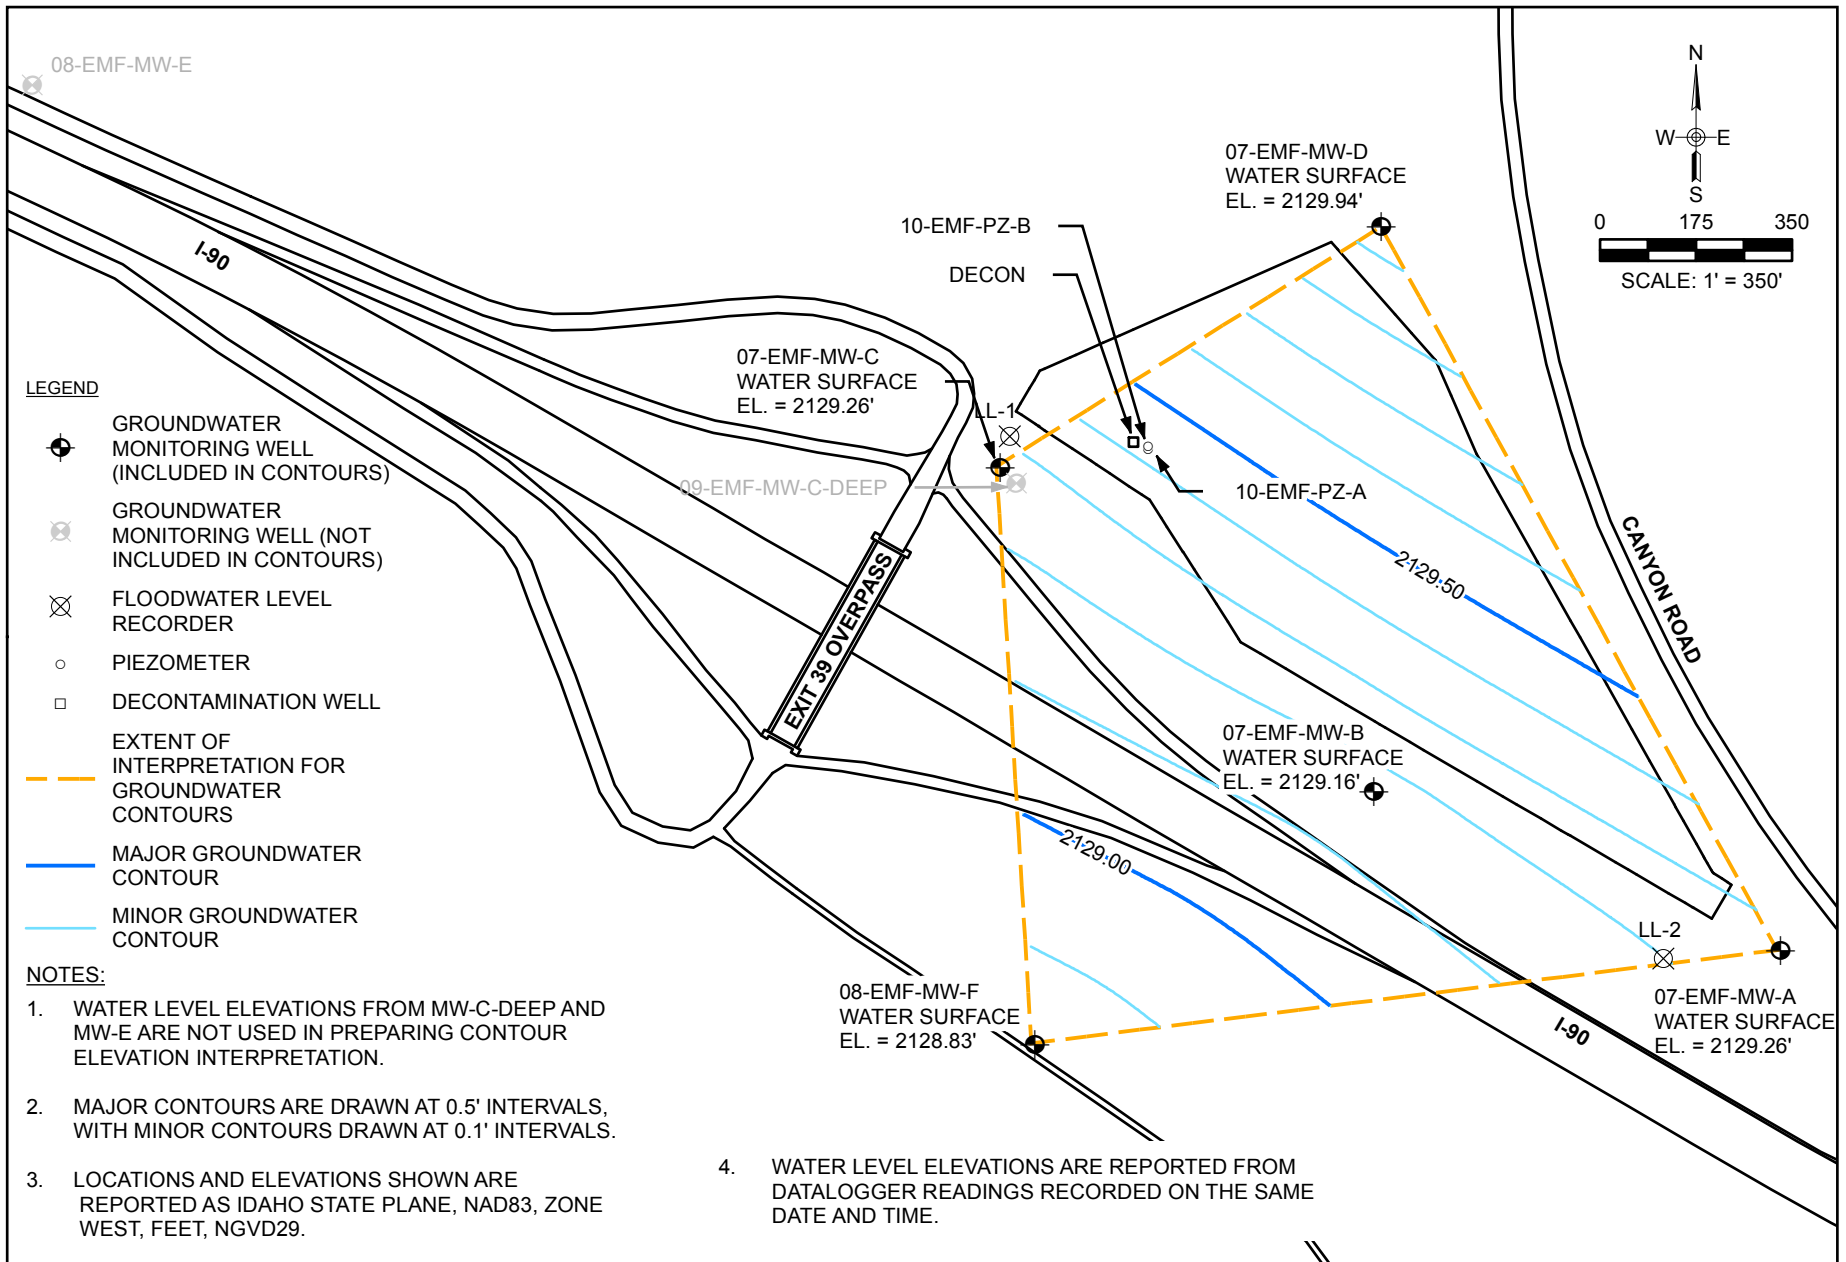 08-EMF-MW-E
I-90
07-EMF-MW-D
WATER SURFACE
EL. = 2129.94'
N
W E
S
0 175 350
SCALE: 1' = 350'
10-EMF-PZ-B
DECON
07-EMF-MW-C
WATER SURFACE
EL. = 2129.26'
LL-1
09-EMF-MW-C-DEEP
10-EMF-PZ-A
2129.50
CANYON ROAD
EXIT 39 OVERPASS
07-EMF-MW-B
WATER SURFACE
EL. = 2129.16'
2129.00
LL-2
08-EMF-MW-F
WATER SURFACE
EL. = 2128.83'
I-90
07-EMF-MW-A
WATER SURFACE
EL. = 2129.26'
LEGEND
GROUNDWATER
MONITORING WELL
(INCLUDED IN CONTOURS)
GROUNDWATER
MONITORING WELL (NOT
INCLUDED IN CONTOURS)
FLOODWATER LEVEL
RECORDER
PIEZOMETER
DECONTAMINATION WELL
EXTENT OF
INTERPRETATION FOR
GROUNDWATER
CONTOURS
MAJOR GROUNDWATER
CONTOUR
MINOR GROUNDWATER
CONTOUR
NOTES:
1. WATER LEVEL ELEVATIONS FROM MW-C-DEEP AND
MW-E ARE NOT USED IN PREPARING CONTOUR
ELEVATION INTERPRETATION.
2. MAJOR CONTOURS ARE DRAWN AT 0.5' INTERVALS,
WITH MINOR CONTOURS DRAWN AT 0.1' INTERVALS.
3. LOCATIONS AND ELEVATIONS SHOWN ARE
REPORTED AS IDAHO STATE PLANE, NAD83, ZONE
WEST, FEET, NGVD29.
4. WATER LEVEL ELEVATIONS ARE REPORTED FROM
DATALOGGER READINGS RECORDED ON THE SAME
DATE AND TIME.